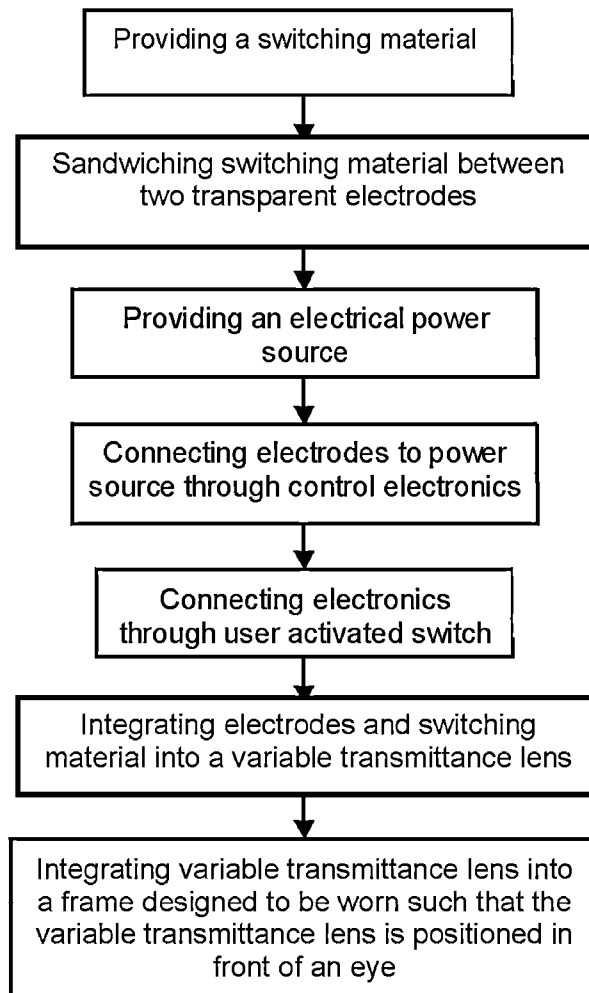 Providing a switching material
Sandwiching switching material between
two transparent electrodes
Providing an electrical power
source
Connecting electrodes to power
source through control electronics
Connecting electronics
through user activated switch
Integrating electrodes and switching
material into a variable transmittance lens
Integrating variable transmittance lens into
a frame designed to be worn such that the
variable transmittance lens is positioned in
front of an eye